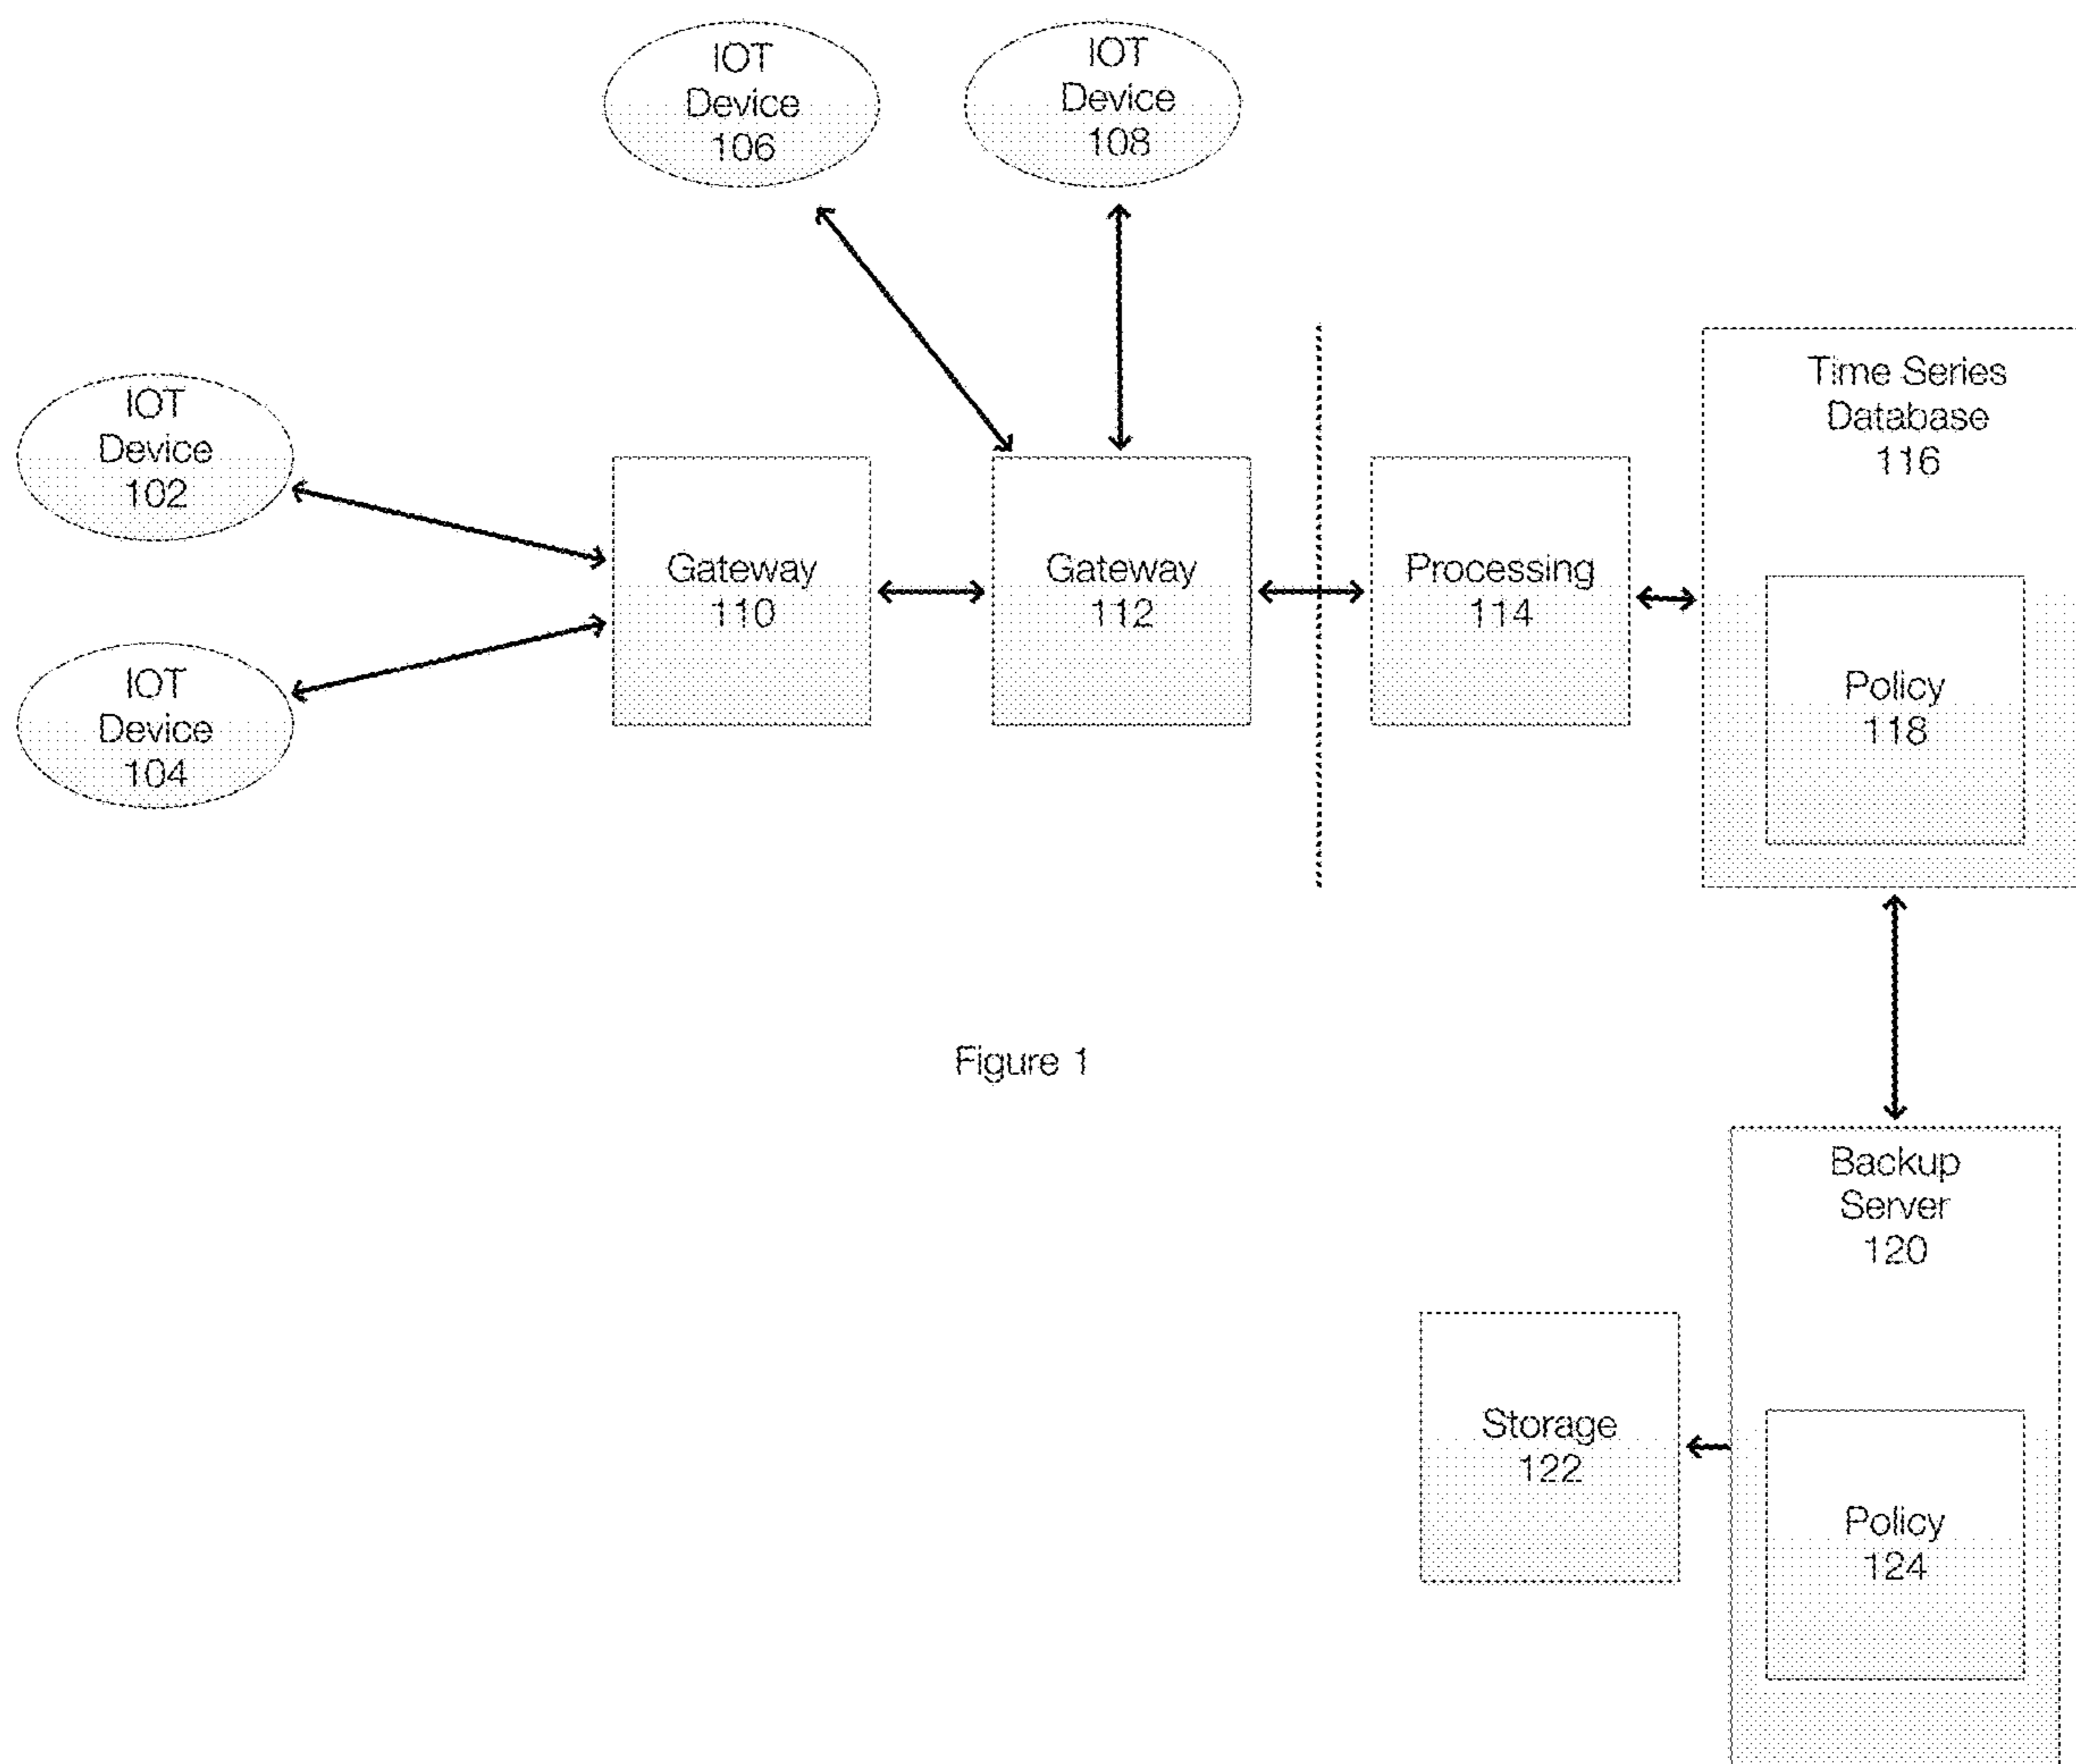 IOT
Device
106
IOT
Device
108
IOT
Device
102
IOT
Device
104
Gateway
110
Gateway
112
Processing
114
Time Series
Database
116
Policy
118
Figure 1
Backup
Server
120
Storage
122
Policy
124